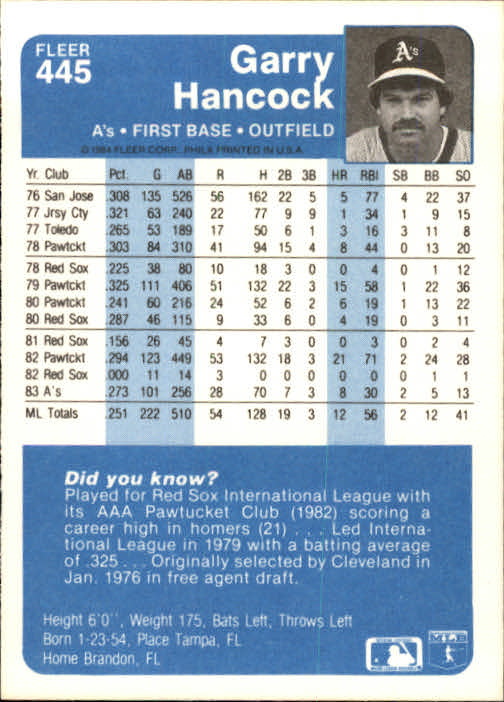 FLEER
445
Garry
Hancock
A's • FIRST BASE • OUTFIELD
© 1984 FLEER CORP. PHILA PRINTED IN U.S.A.
A's
Yr. Club Pct. G AB R H 2B 3B HR RBI SB BB SO
76 San Jose .308 135 526 56 162 22 5 5 77 4 22 37
77 Jrsy Cty .321 63 240 22 77 9 9 1 34 1 9 15
77 Toledo .265 53 189 17 50 6 1 3 16 3 11 8
78 Pawtckt .303 84 310 41 94 15 4 8 44 0 13 20
78 Red Sox .225 38 80 10 18 3 0 0 4 0 1 12
79 Pawtckt .325 111 406 51 132 22 3 15 58 1 22 36
80 Pawtckt .241 60 216 24 52 6 2 6 19 1 13 22
80 Red Sox .287 46 115 9 33 6 0 4 19 0 3 11
81 Red Sox .156 26 45 4 7 3 0 0 3 0 2 4
82 Pawtckt .294 123 449 53 132 18 3 21 71 2 24 28
82 Red Sox .000 11 14 3 0 0 0 0 0 0 1 1
83 A's .273 101 256 28 70 7 3 8 30 2 5 13
ML Totals .251 222 510 54 128 19 3 12 56 2 12 41
Did you know?
Played for Red Sox International League with
its AAA Pawtucket Club (1982) scoring a
career high in homers (21) . . . Led Interna-
tional League in 1979 with a batting average
of .325 . . . Originally selected by Cleveland in
Jan. 1976 in free agent draft.
Height 6'0'', Weight 175, Bats Left, Throws Left
Born 1-23-54, Place Tampa, FL
Home Brandon, FL
MLB